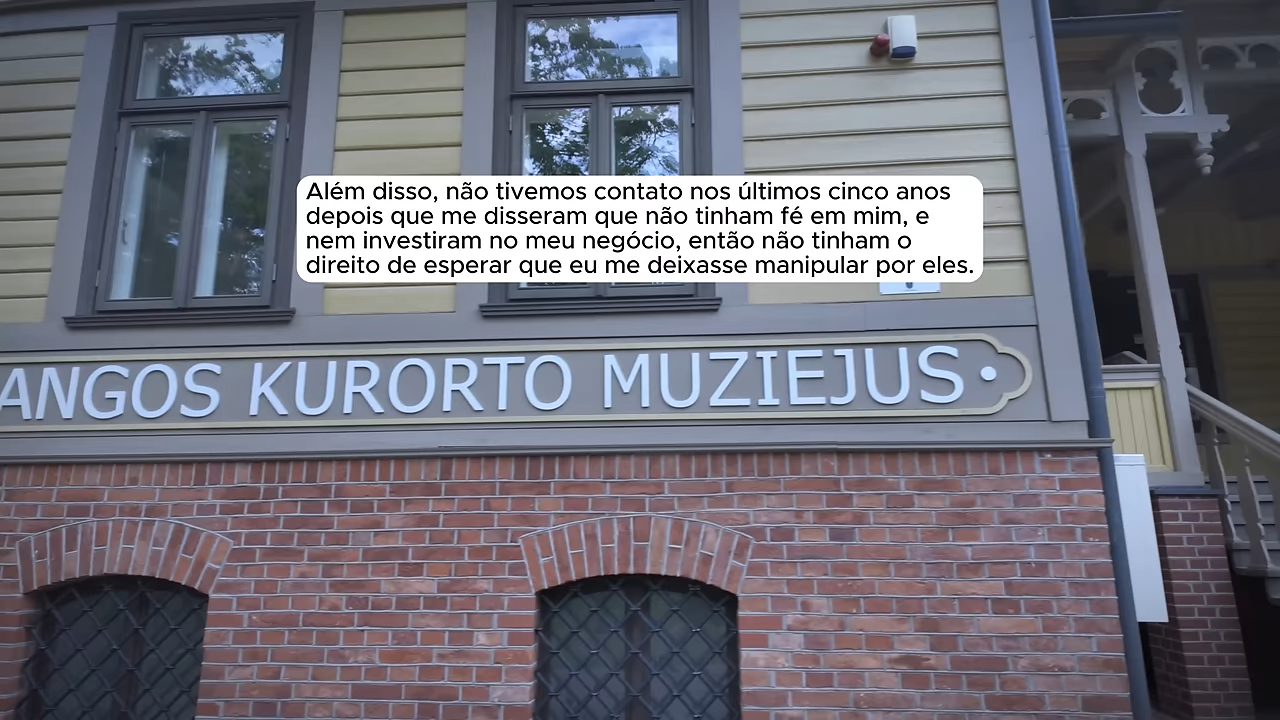 Além disso, não tivemos contato nos últimos cinco anos
depois que me disseram que não tinham fé em mim, e
nem investiram no meu negócio, então não tinham o
direito de esperar que eu me deixasse manipular por eles.
ANGOS KURORTO MUZIEJUS